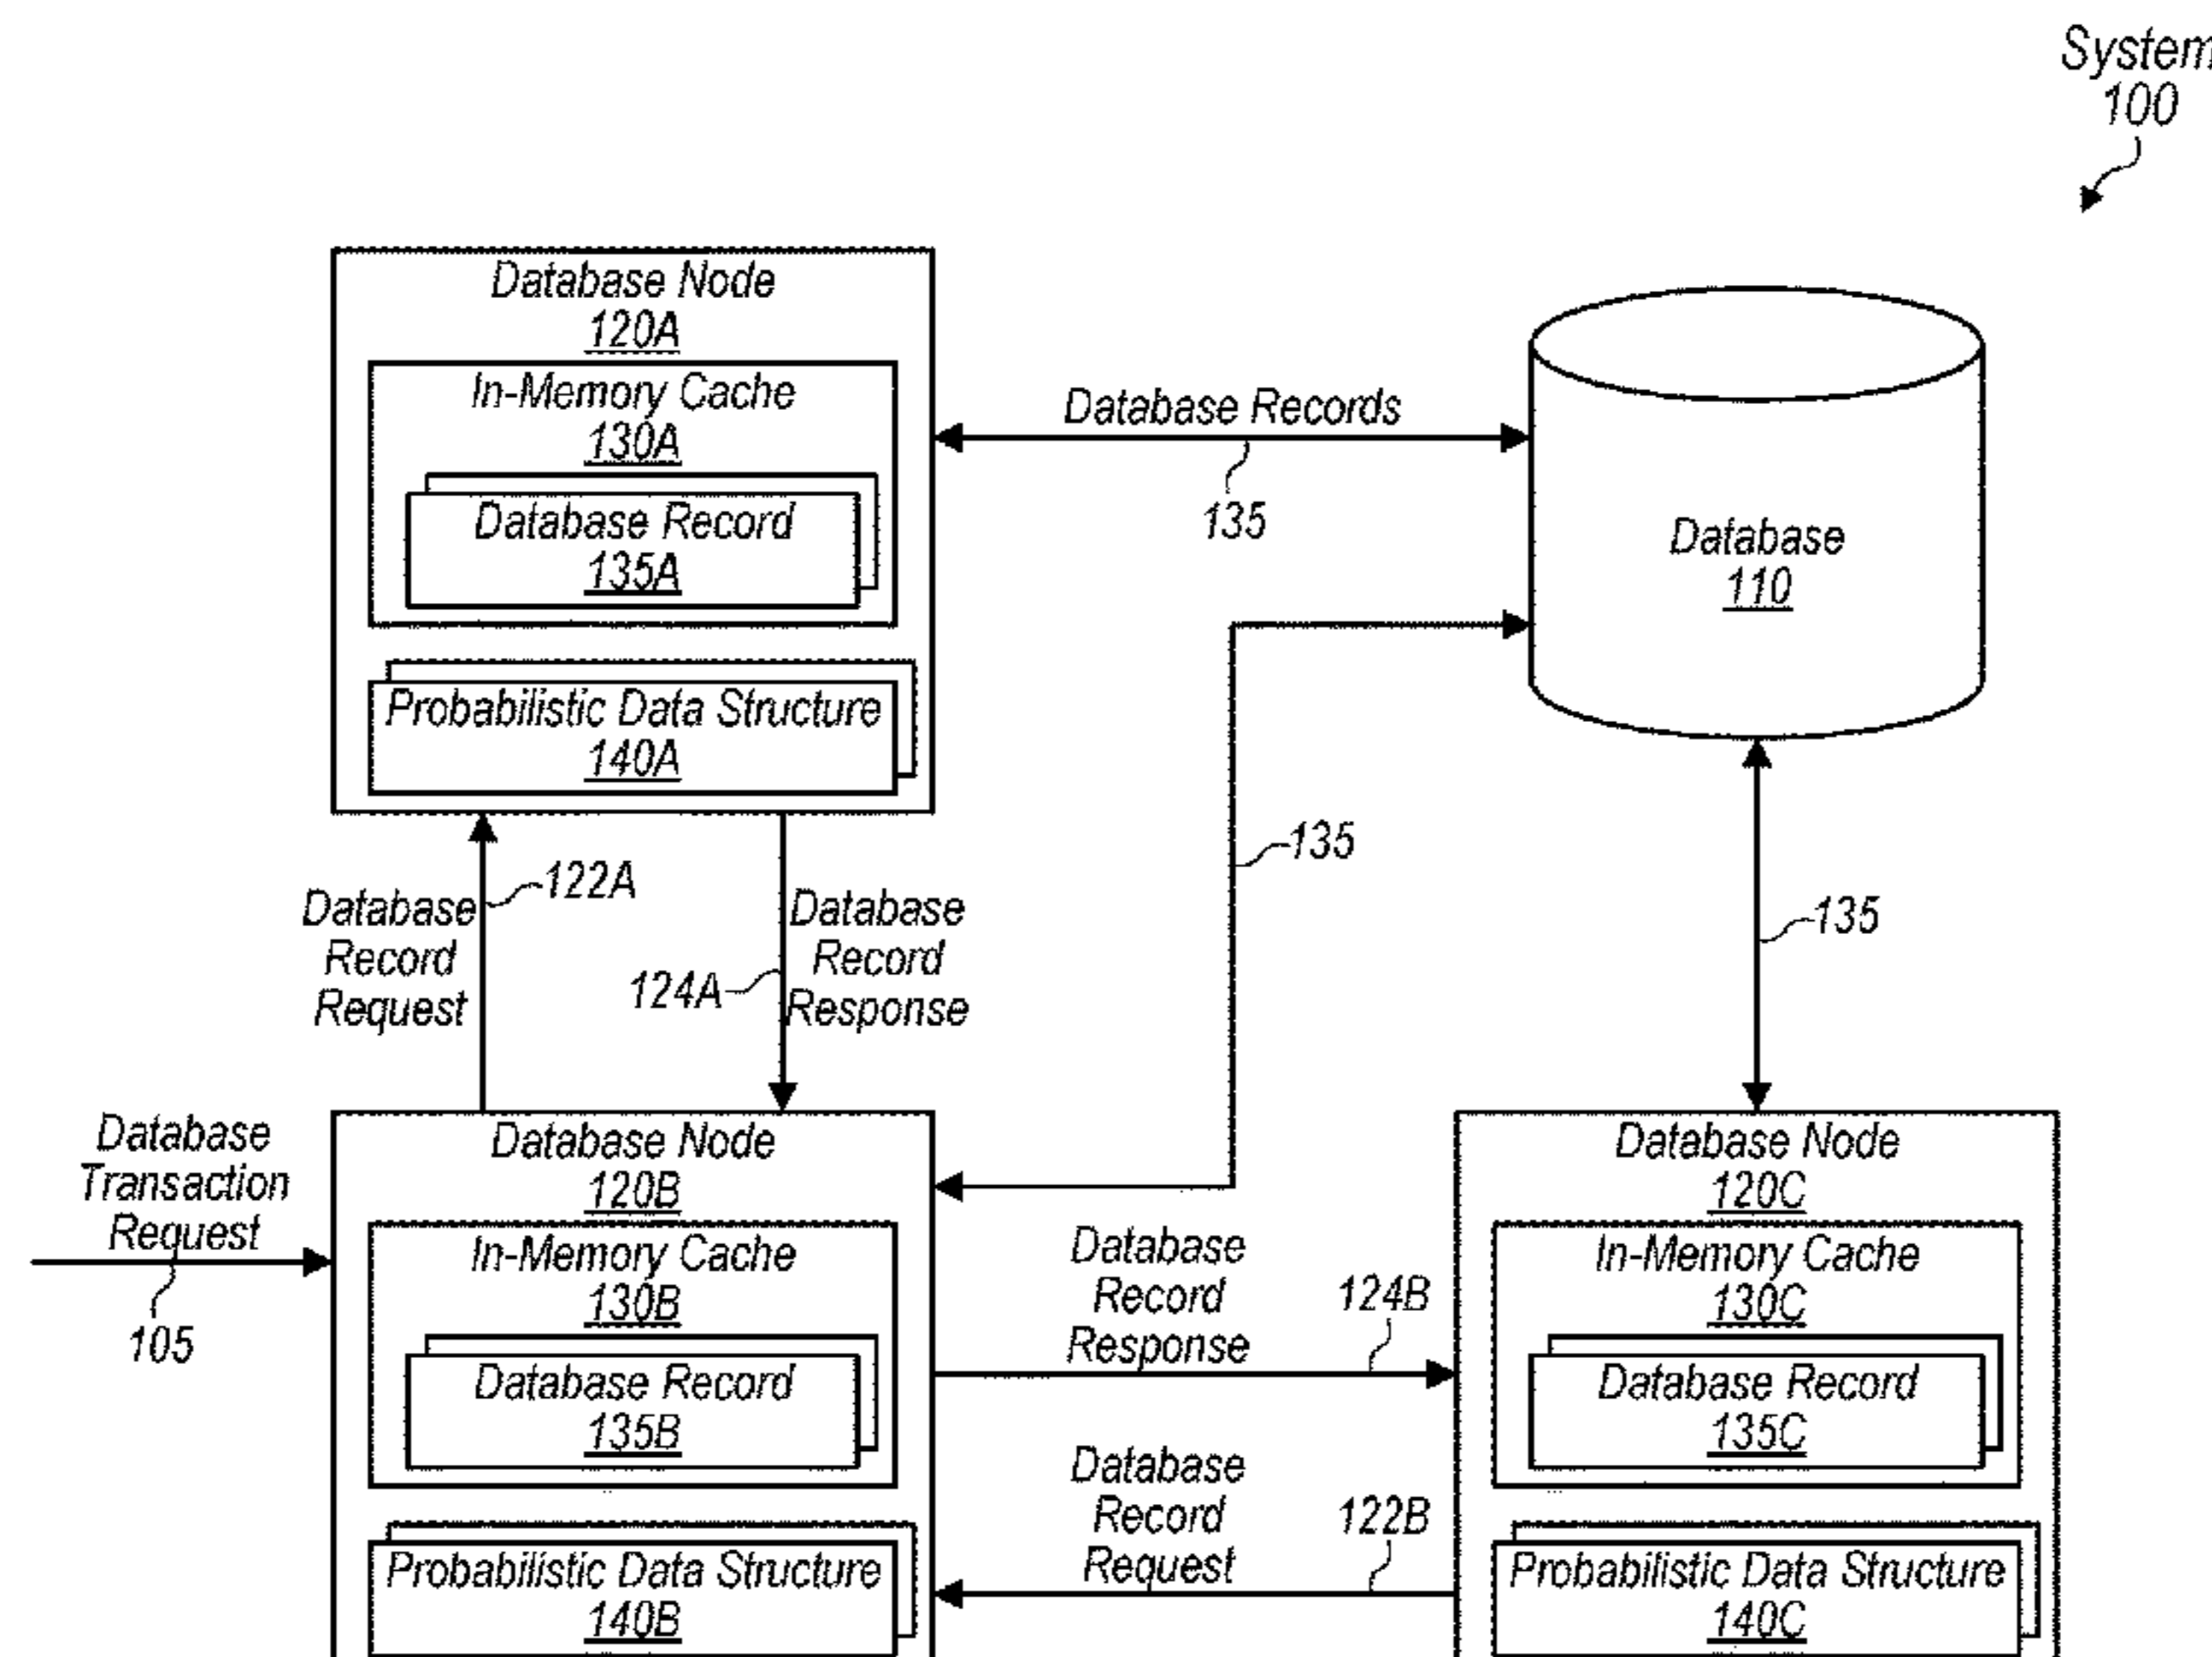 System
100
Database Node
120A
In-Memory Cache
130A
Database Record
135A
Probabilistic Data Structure
140A
Database Records
135
Database
110
135
135
122A
Database
Record
Request
124A
Database
Record
Response
Database
Transaction
Request
105
Database Node
120B
In-Memory Cache
130B
Database Record
135B
Probabilistic Data Structure
140B
Database
Record
Response
124B
Database
Record
Request
122B
Database Node
120C
In-Memory Cache
130C
Database Record
135C
Probabilistic Data Structure
140C